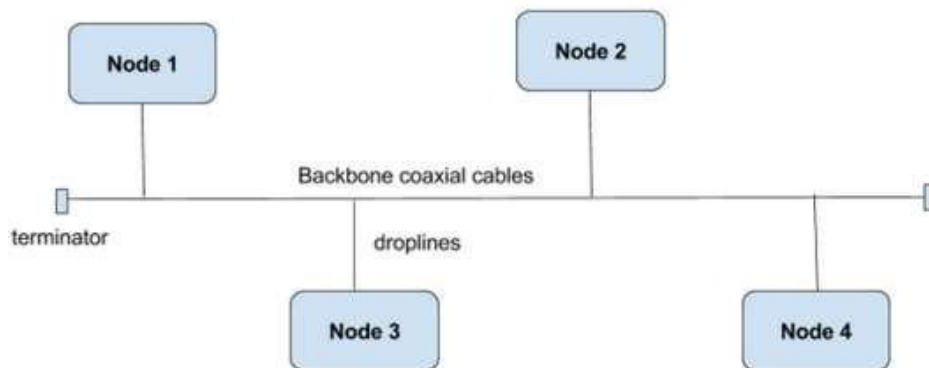 Node 1
Node 2
Backbone coaxial cables
terminator
droplines
Node 3
Node 4